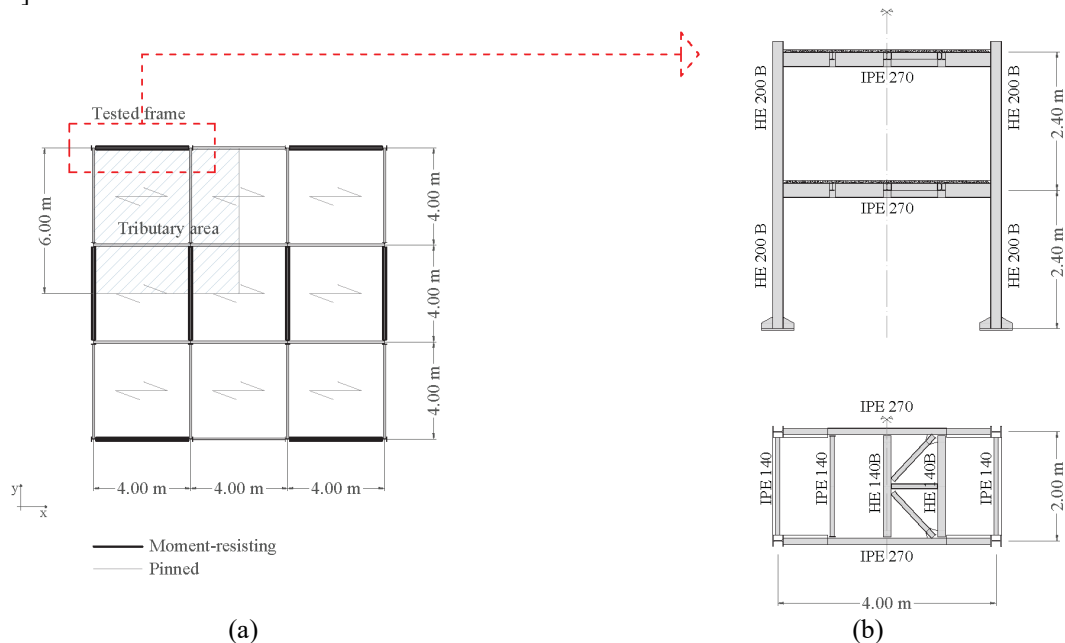 ]
Tested frame
6.00 m
Tributary area
4.00 m
4.00 m
4.00 m
4.00 m
4.00 m
4.00 m
y
x
Moment-resisting
Pinned
(a)
HE 200 B
IPE 270
HE 200 B
2.40 m
HE 200 B
IPE 270
HE 200 B
2.40 m
IPE 270
IPE 140
IPE 140
HE 140B
HE 140B
IPE 140
2.00 m
IPE 270
4.00 m
(b)